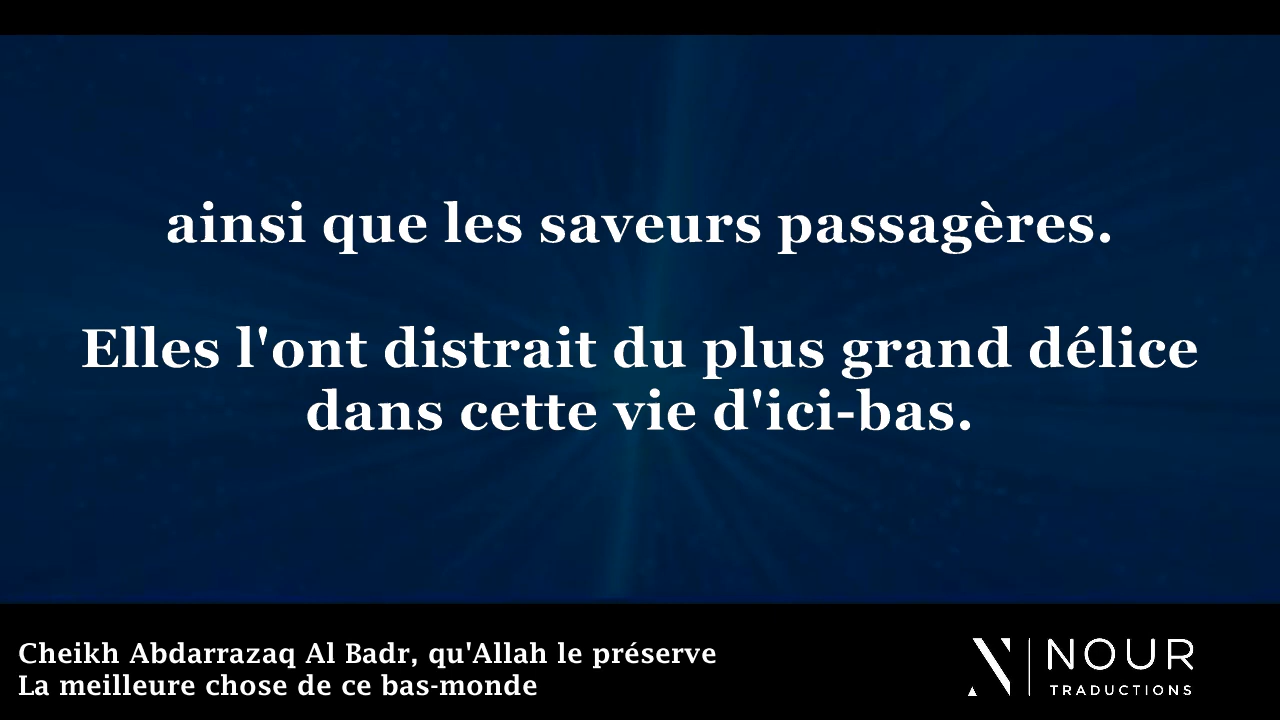 ainsi que les saveurs passagères.
Elles l'ont distrait du plus grand délice
dans cette vie d'ici-bas.
Cheikh Abdarrazaq Al Badr, qu'Allah le préserve
La meilleure chose de ce bas-monde
NOUR
TRADUCTIONS